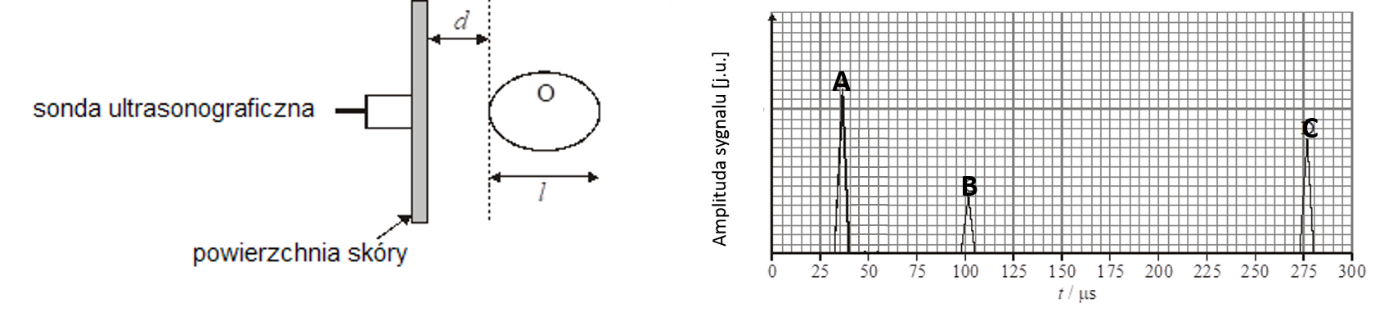 d
sonda ultrasonograficzna
O
l
powierzchnia skóry
Amplituda sygnalu [j.u.]
A
B
C
0 25 50 75 100 125 150 175 200 225 250 275 300
t / μs